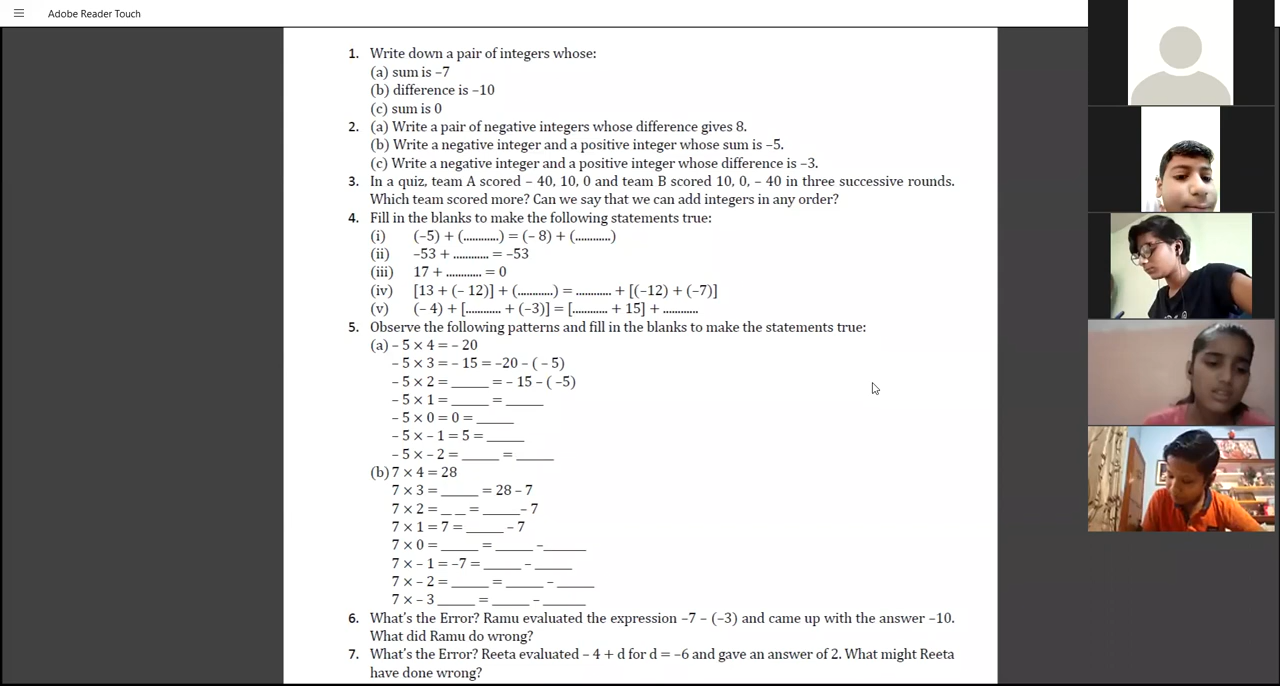 Adobe Reader Touch
1. Write down a pair of integers whose:
(a) sum is –7
(b) difference is –10
(c) sum is 0
2. (a) Write a pair of negative integers whose difference gives 8.
(b) Write a negative integer and a positive integer whose sum is –5.
(c) Write a negative integer and a positive integer whose difference is –3.
3. In a quiz, team A scored – 40, 10, 0 and team B scored 10, 0, – 40 in three successive rounds.
Which team scored more? Can we say that we can add integers in any order?
4. Fill in the blanks to make the following statements true:
(i) (–5) + (............) = (– 8) + (............)
(ii) –53 + ............ = –53
(iii) 17 + ............ = 0
(iv) [13 + (– 12)] + (............) = ............ + [(–12) + (–7)]
(v) (– 4) + [............ + (–3)] = [............ + 15] + ............
5. Observe the following patterns and fill in the blanks to make the statements true:
(a) – 5 × 4 = – 20
– 5 × 3 = – 15 = –20 – ( – 5)
– 5 × 2 = _____ = – 15 – ( –5)
– 5 × 1 = _____ = _____
– 5 × 0 = 0 = _____
– 5 × – 1 = 5 = _____
– 5 × – 2 = _____ = _____
(b) 7 × 4 = 28
7 × 3 = _____ = 28 – 7
7 × 2 = _ _ = _____– 7
7 × 1 = 7 = _____ – 7
7 × 0 = _____ = _____ –______
7 × – 1 = –7 = _____ – _____
7 × – 2 = _____ = _____ – _____
7 × – 3 _____ = _____ – ______
6. What's the Error? Ramu evaluated the expression –7 – (–3) and came up with the answer –10.
What did Ramu do wrong?
7. What's the Error? Reeta evaluated – 4 + d for d = –6 and gave an answer of 2. What might Reeta
have done wrong?